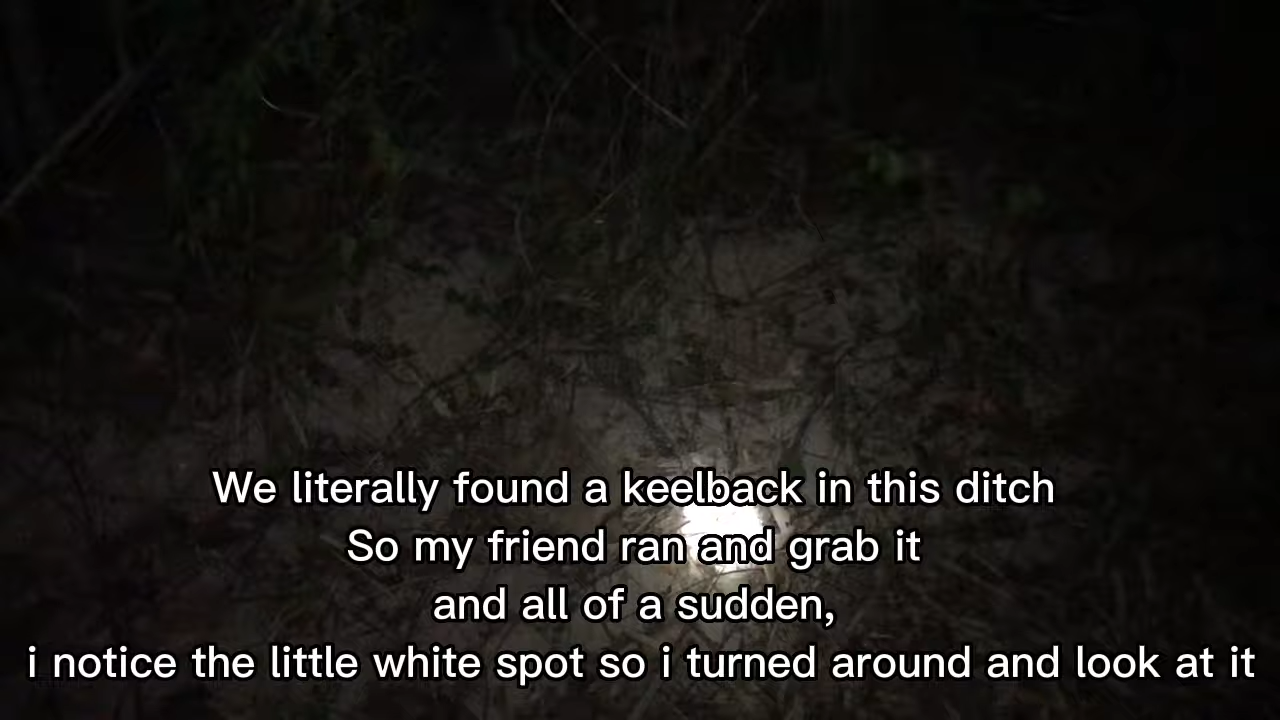 We literally found a keelback in this ditch
So my friend ran and grab it
and all of a sudden,
i notice the little white spot so i turned around and look at it